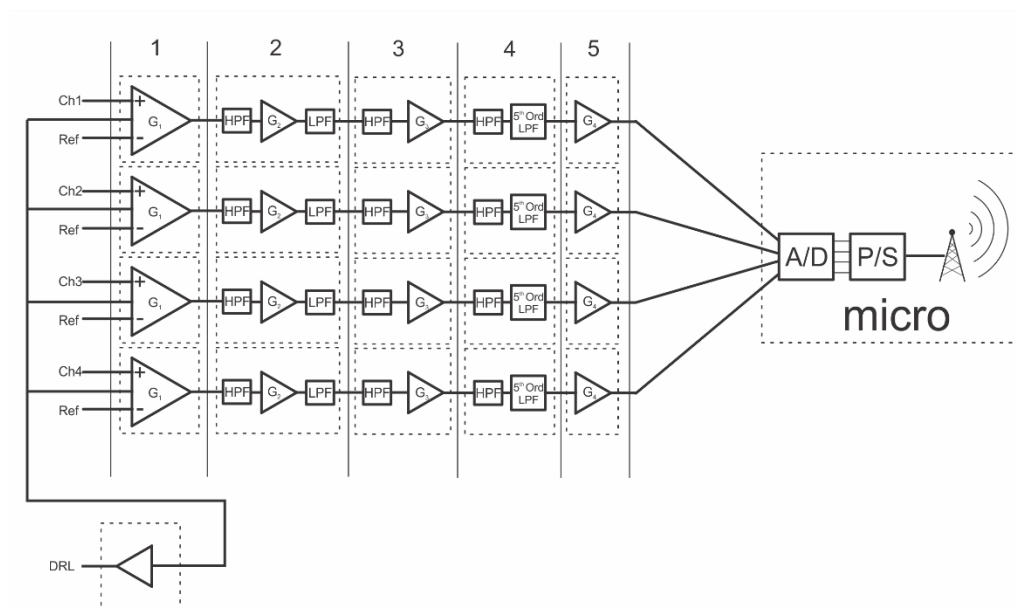 1 2 3 4 5
Ch1
+
G₁
HPF G₂ LPF HPF G₃ HPF 5th Ord LPF G₄
Ref
-
Ch2
+
G₁
HPF G₂ LPF HPF G₃ HPF 5th Ord LPF G₄
Ref
-
Ch3
+
G₁
HPF G₂ LPF HPF G₃ HPF 5th Ord LPF G₄
Ref
-
Ch4
+
G₁
HPF G₂ LPF HPF G₃ HPF 5th Ord LPF G₄
Ref
-
A/D P/S
micro
DRL